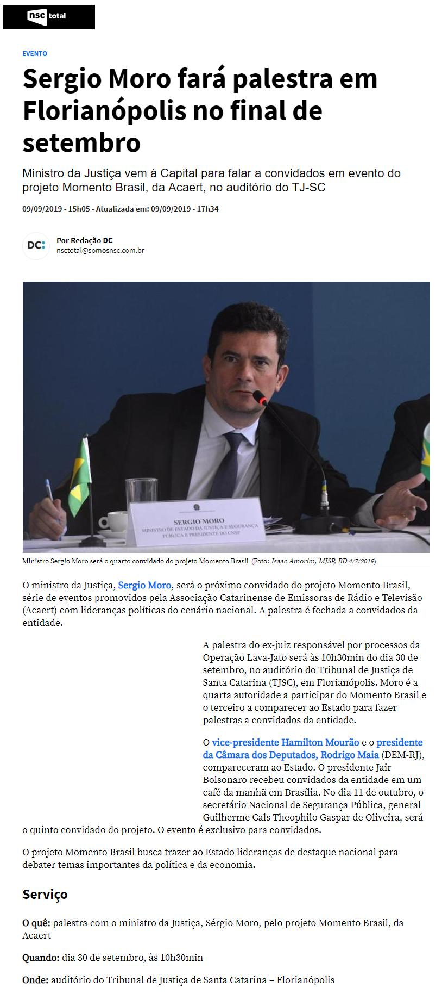 nsc total
EVENTO
Sergio Moro fará palestra em
Florianópolis no final de
setembro
Ministro da Justiça vem à Capital para falar a convidados em evento do
projeto Momento Brasil, da Acaert, no auditório do TJ-SC
09/09/2019 - 15h05 - Atualizada em: 09/09/2019 - 17h34
DC:
Por Redação DC
nsctotal@somosnsc.com.br
SERGIO MORO
MINISTRO DE ESTADO DA JUSTIÇA E SEGURANÇA
PÚBLICA E PRESIDENTE DO CNSP
Ministro Sergio Moro será o quarto convidado do projeto Momento Brasil (Foto: Isaac Amorim, MJSP, BD 4/7/2019)
O ministro da Justiça, Sergio Moro, será o próximo convidado do projeto Momento Brasil,
série de eventos promovidos pela Associação Catarinense de Emissoras de Rádio e Televisão
(Acaert) com lideranças políticas do cenário nacional. A palestra é fechada a convidados da
entidade.
A palestra do ex-juiz responsável por processos da
Operação Lava-Jato será às 10h30min do dia 30 de
setembro, no auditório do Tribunal de Justiça de
Santa Catarina (TJSC), em Florianópolis. Moro é a
quarta autoridade a participar do Momento Brasil e
o terceiro a comparecer ao Estado para fazer
palestras a convidados da entidade.
O vice-presidente Hamilton Mourão e o presidente
da Câmara dos Deputados, Rodrigo Maia (DEM-RJ),
compareceram ao Estado. O presidente Jair
Bolsonaro recebeu convidados da entidade em um
café da manhã em Brasília. No dia 11 de outubro, o
secretário Nacional de Segurança Pública, general
Guilherme Cals Theophilo Gaspar de Oliveira, será
o quinto convidado do projeto. O evento é exclusivo para convidados.
O projeto Momento Brasil busca trazer ao Estado lideranças de destaque nacional para
debater temas importantes da política e da economia.
Serviço
O quê: palestra com o ministro da Justiça, Sérgio Moro, pelo projeto Momento Brasil, da
Acaert
Quando: dia 30 de setembro, às 10h30min
Onde: auditório do Tribunal de Justiça de Santa Catarina – Florianópolis